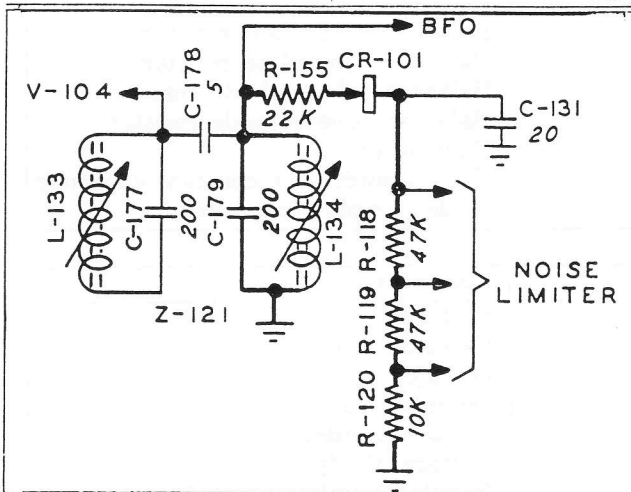 BFO
R-155
CR-101
V-104
C-178
5
22K
C-131
20
L-133
C-177
200
C-179
200
L-134
R-118
47K
R-119
47K
R-120
10K
Z-121
NOISE
LIMITER